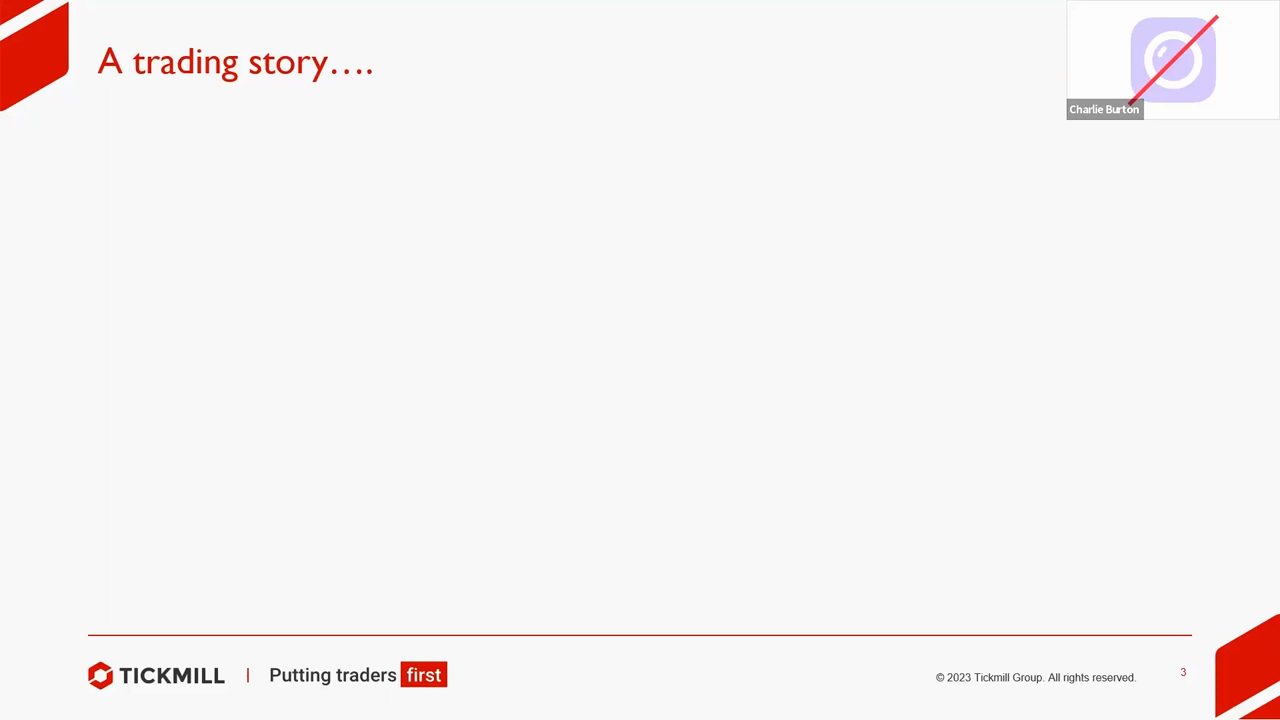 A trading story….
Charlie Burton
TICKMILL | Putting traders first
© 2023 Tickmill Group. All rights reserved.
3